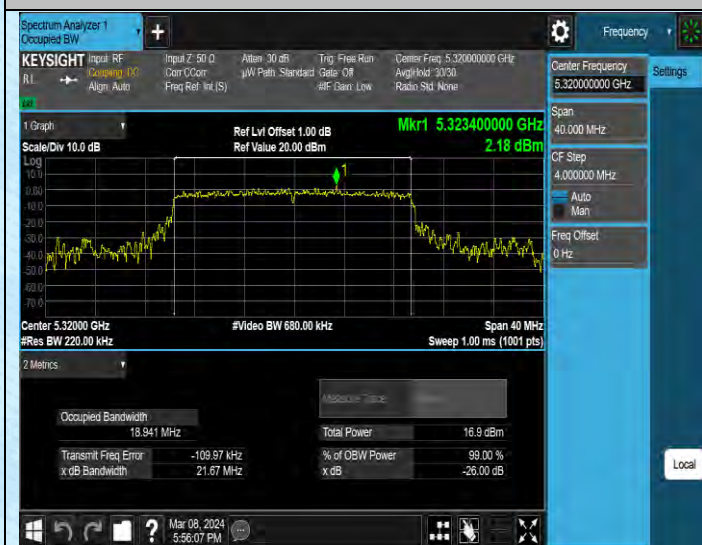 Spectrum Analyzer 1
Occupied BW
+
Frequency
KEYSIGHT
RL
Input: RF
Coupling: DC
Align: Auto
Input Z: 50 Ω
Corr CCorr
Freq Ref: Int (S)
Atten: 30 dB
µW Path: Standard
Trig: Free Run
Gate: Off
#IF Gain: Low
Center Freq: 5.320000000 GHz
Avg|Hold: 30/30
Radio Std: None
Center Frequency
5.320000000 GHz
Settings
Span
40.000 MHz
CF Step
4.000000 MHz
Auto
Man
Freq Offset
0 Hz
1 Graph
Scale/Div 10.0 dB
Ref Lvl Offset 1.00 dB
Ref Value 20.00 dBm
Mkr1 5.323400000 GHz
2.18 dBm
Log
10.0
0.00
-10.0
-20.0
-30.0
-40.0
-50.0
-60.0
-70.0
1
Center 5.32000 GHz
#Res BW 220.00 kHz
#Video BW 680.00 kHz
Span 40 MHz
Sweep 1.00 ms (1001 pts)
2 Metrics
Measure Trace
Occupied Bandwidth
18.941 MHz
Total Power 16.9 dBm
Transmit Freq Error -109.97 kHz
% of OBW Power 99.00 %
x dB Bandwidth 21.67 MHz
x dB -26.00 dB
Local
?
Mar 08, 2024
5:56:07 PM